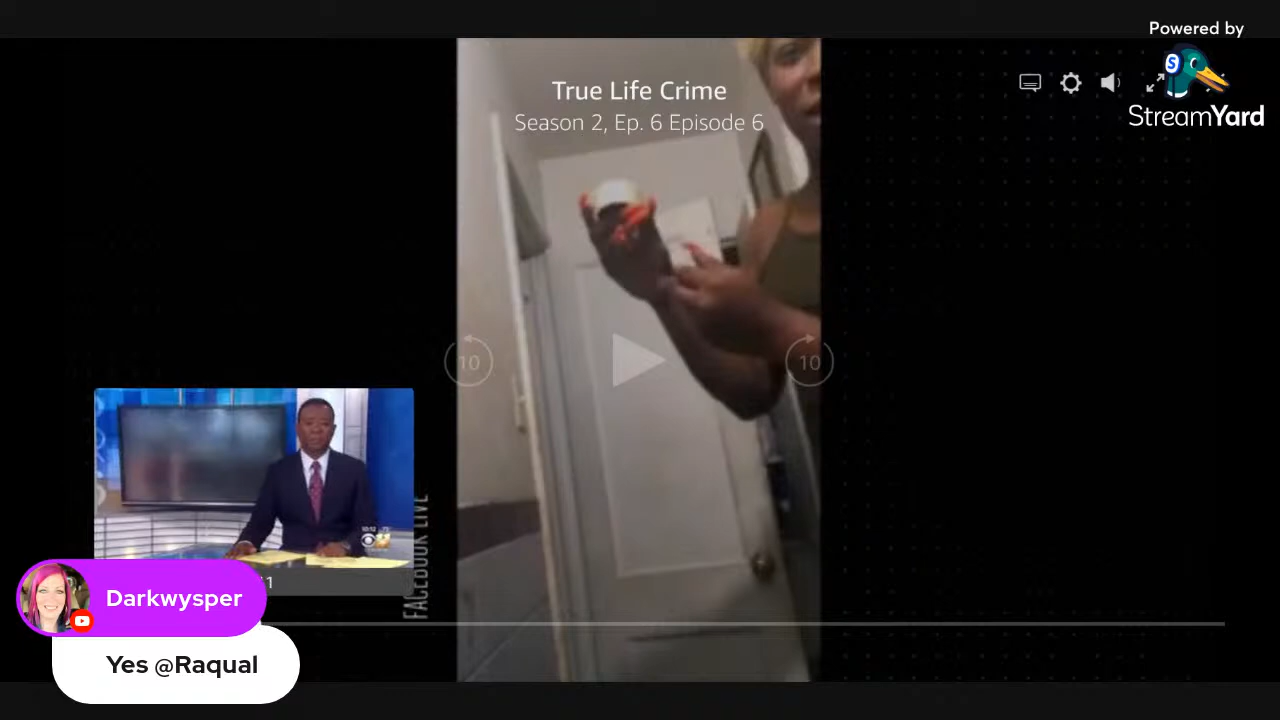 Powered by
StreamYard
True Life Crime
Season 2, Ep. 6 Episode 6
10
10
FACEBOOK LIVE
Darkwysper
Yes @Raqual